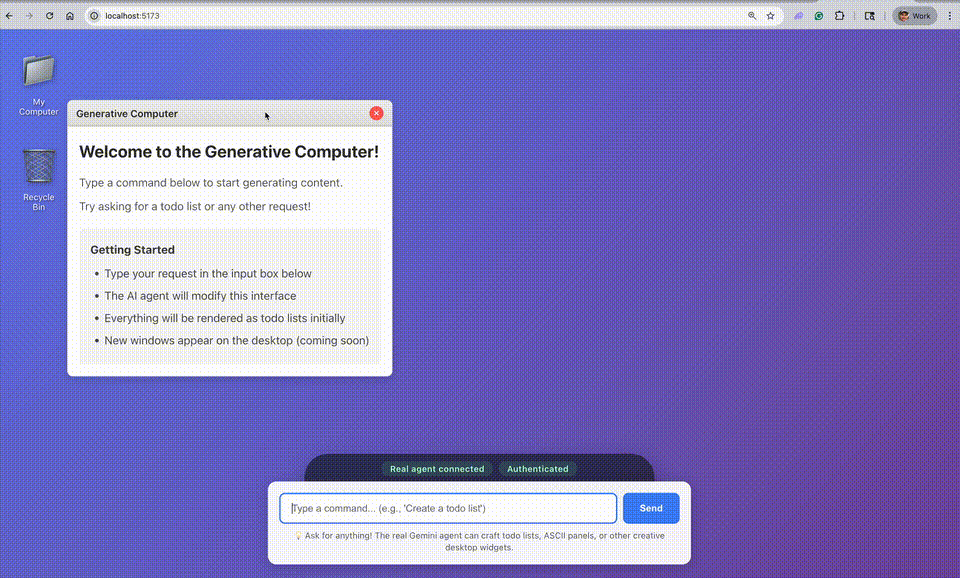 localhost:5173
Work
My
Computer
Recycle
Bin
Generative Computer
Welcome to the Generative Computer!
Type a command below to start generating content.
Try asking for a todo list or any other request!
Getting Started
• Type your request in the input box below
• The AI agent will modify this interface
• Everything will be rendered as todo lists initially
• New windows appear on the desktop (coming soon)
Real agent connected
Authenticated
Type a command... (e.g., 'Create a todo list')
Send
💡 Ask for anything! The real Gemini agent can craft todo lists, ASCII panels, or other creative
desktop widgets.